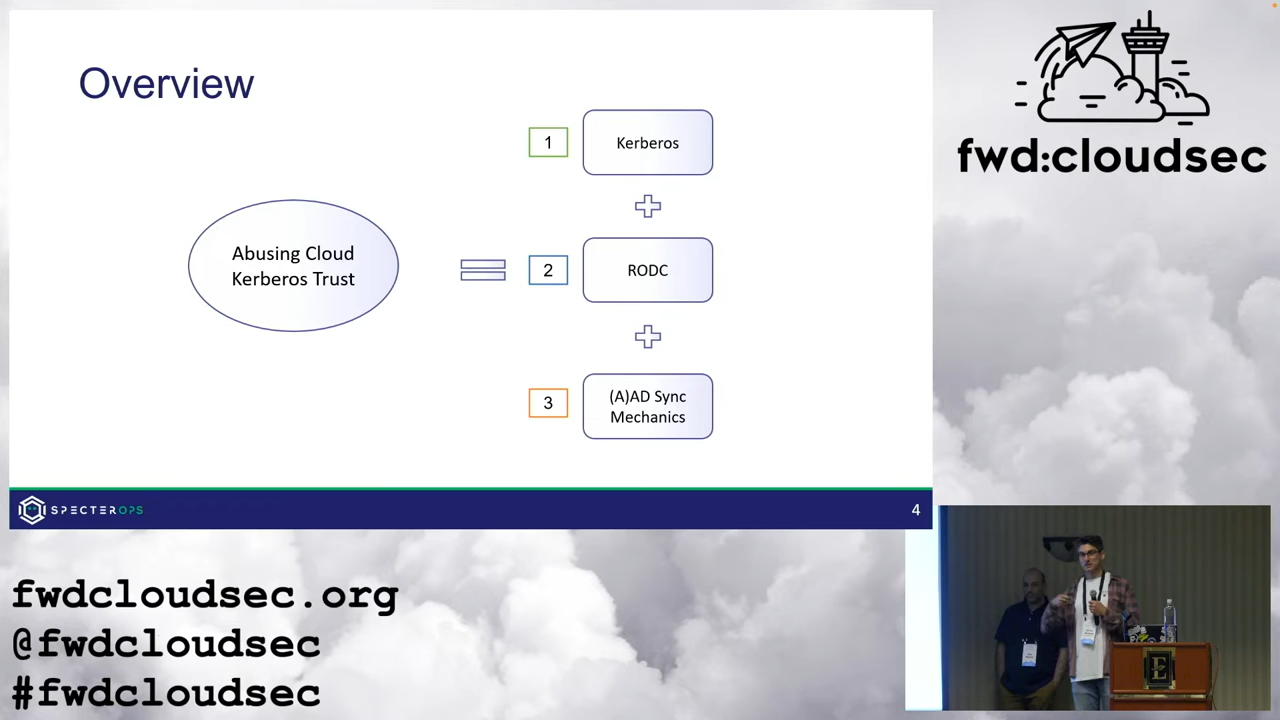 Overview
1
Kerberos
Abusing Cloud
Kerberos Trust
2
RODC
3
(A)AD Sync
Mechanics
SPECTEROPS
4
fwd:cloudsec
fwdcloudsec.org
@fwdcloudsec
#fwdcloudsec
E